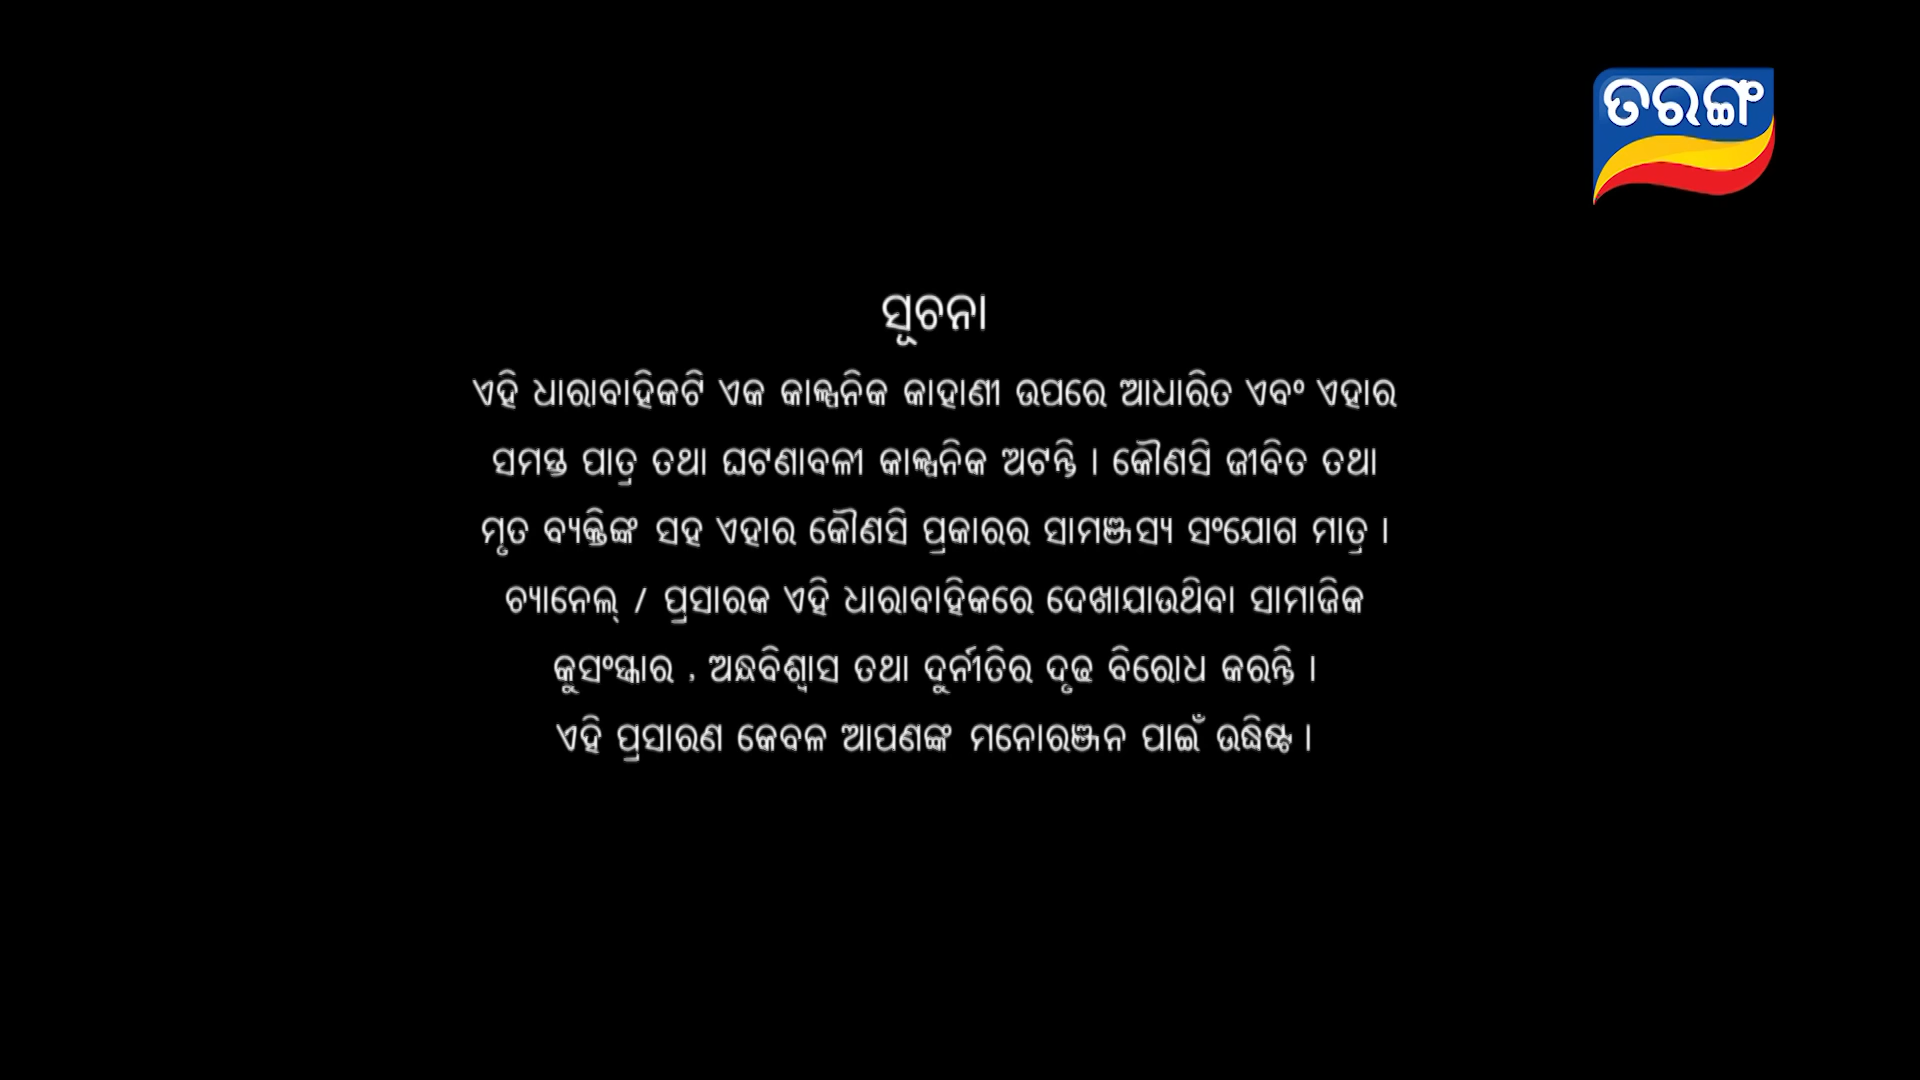 ତରଙ୍ଗ
ସୂଚନା
ଏହି ଧାରାବାହିକଟି ଏକ କାଳ୍ପନିକ କାହାଣୀ ଉପରେ ଆଧାରିତ ଏବଂ ଏହାର
ସମସ୍ତ ପାତ୍ର ତଥା ଘଟଣାବଳୀ କାଳ୍ପନିକ ଅଟନ୍ତି । କୌଣସି ଜୀବିତ ତଥା
ମୃତ ବ୍ୟକ୍ତିଙ୍କ ସହ ଏହାର କୌଣସି ପ୍ରକାରର ସାମଞ୍ଜସ୍ୟ ସଂଯୋଗ ମାତ୍ର ।
ଚ୍ୟାନେଲ୍ / ପ୍ରସାରକ ଏହି ଧାରାବାହିକରେ ଦେଖାଯାଉଥିବା ସାମାଜିକ
କୁସଂସ୍କାର , ଅନ୍ଧବିଶ୍ୱାସ ତଥା ଦୁର୍ନୀତିର ଦୃଢ ବିରୋଧ କରନ୍ତି ।
ଏହି ପ୍ରସାରଣ କେବଳ ଆପଣଙ୍କ ମନୋରଞ୍ଜନ ପାଇଁ ଉଦ୍ଧିଷ୍ଟ ।